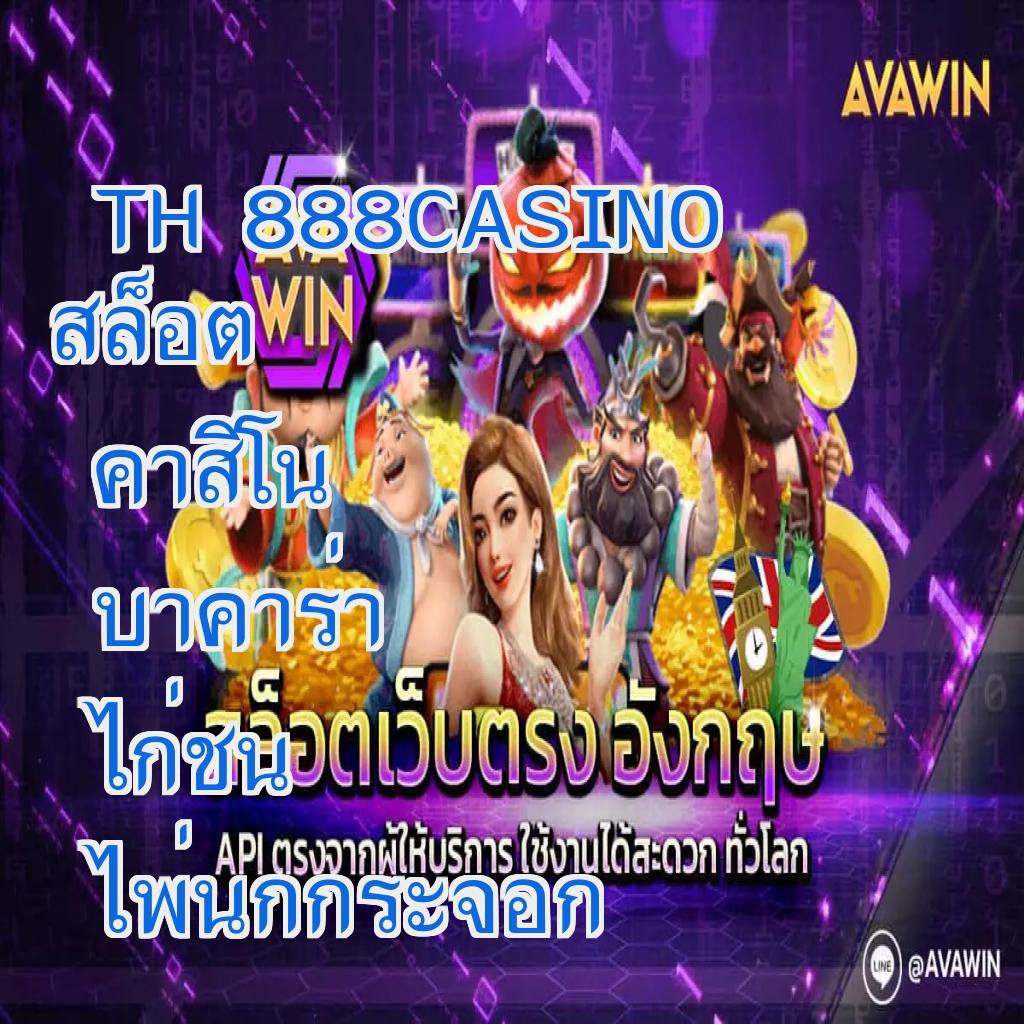 AVAWIN
TH 888CASINO
AVA
WIN
สล็อต
คาสิโน
บาคาร่า
ไก่ชน
สล็อตเว็บตรง อังกฤษ
API ตรงจากผู้ให้บริการ ใช้งานได้สะดวก ทั่วโลก
ไพ่นกกระจอก
LINE @AVAWIN